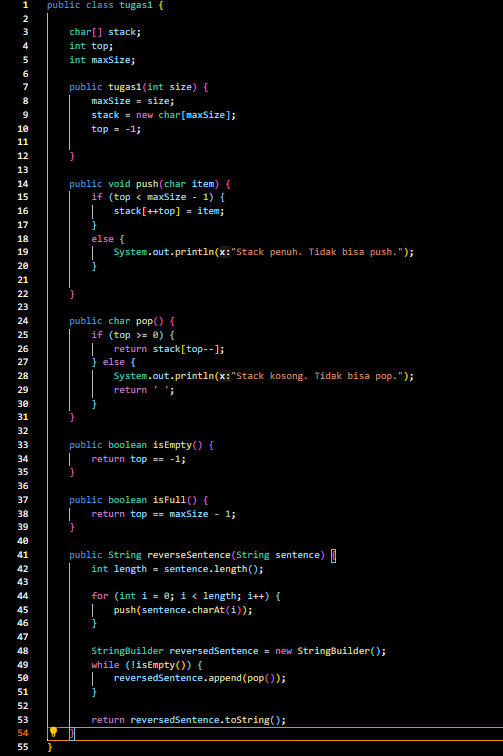 1 public class tugas1 {
2
3     char[] stack;
4     int top;
5     int maxSize;
6
7     public tugas1(int size) {
8         maxSize = size;
9         stack = new char[maxSize];
10         top = -1;
11
12     }
13
14     public void push(char item) {
15         if (top < maxSize - 1) {
16             stack[++top] = item;
17         }
18         else {
19             System.out.println(x:"Stack penuh. Tidak bisa push.");
20         }
21
22     }
23
24     public char pop() {
25         if (top >= 0) {
26             return stack[top--];
27         } else {
28             System.out.println(x:"Stack kosong. Tidak bisa pop.");
29             return ' ';
30         }
31     }
32
33     public boolean isEmpty() {
34         return top == -1;
35     }
36
37     public boolean isFull() {
38         return top == maxSize - 1;
39     }
40
41     public String reverseSentence(String sentence) {
42         int length = sentence.length();
43
44         for (int i = 0; i < length; i++) {
45             push(sentence.charAt(i));
46         }
47
48         StringBuilder reversedSentence = new StringBuilder();
49         while (!isEmpty()) {
50             reversedSentence.append(pop());
51         }
52
53         return reversedSentence.toString();
54     }
55 }